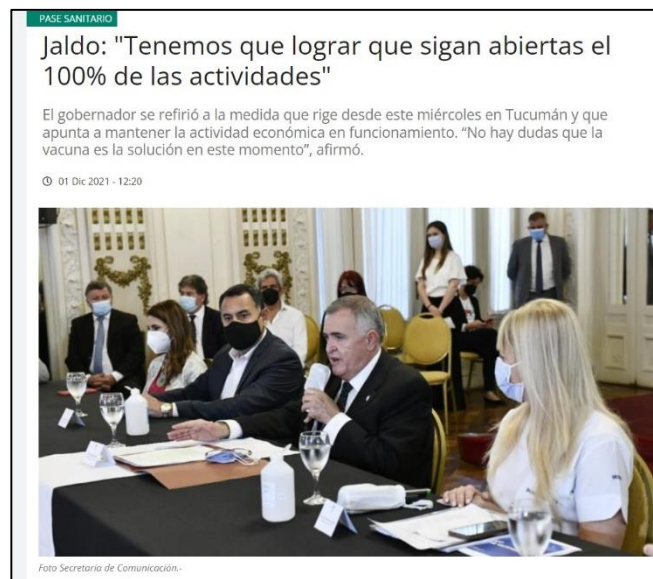 PASE SANITARIO
Jaldo: "Tenemos que lograr que sigan abiertas el
100% de las actividades"
El gobernador se refirió a la medida que rige desde este miércoles en Tucumán y que
apunta a mantener la actividad económica en funcionamiento. “No hay dudas que la
vacuna es la solución en este momento”, afirmó.
01 Dic 2021 - 12:20
Foto Secretaria de Comunicación.-